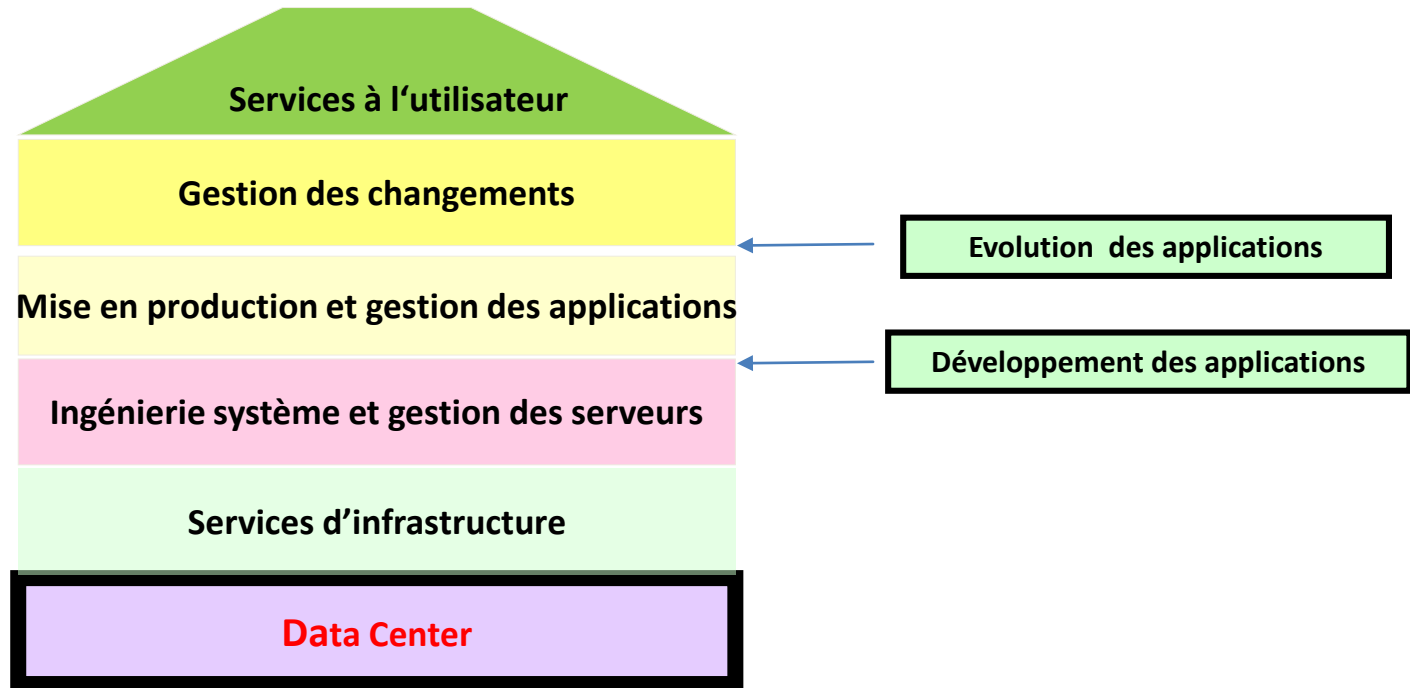 Services à l‘utilisateur
Gestion des changements
Evolution des applications
Mise en production et gestion des applications
Développement des applications
Ingénierie système et gestion des serveurs
Services d’infrastructure
Data Center